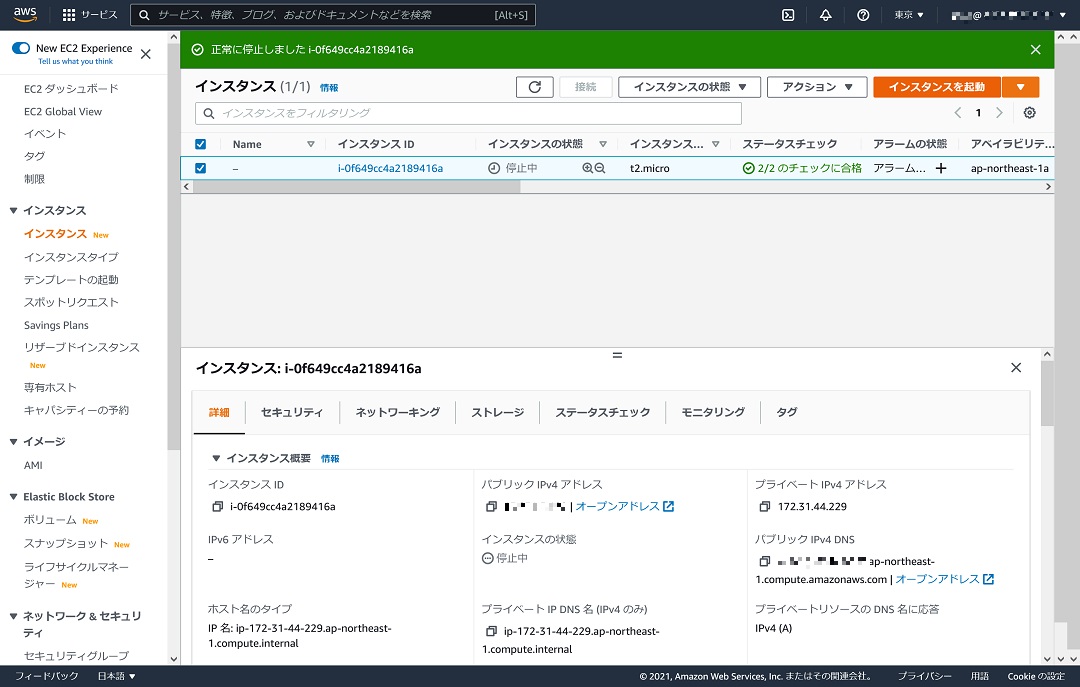 aws
サービス
サービス、特徴、ブログ、およびドキュメントなどを検索 [Alt+S]
東京 ▼
New EC2 Experience
Tell us what you think
EC2 ダッシュボード
EC2 Global View
イベント
タグ
制限
▼ インスタンス
インスタンス New
インスタンスタイプ
テンプレートの起動
スポットリクエスト
Savings Plans
リザーブドインスタンス
New
専有ホスト
キャパシティーの予約
▼ イメージ
AMI
▼ Elastic Block Store
ボリューム New
スナップショット New
ライフサイクルマネー
ジャー New
▼ ネットワーク & セキュリ
ティ
セキュリティグループ
正常に停止しました i-0f649cc4a2189416a
インスタンス (1/1) 情報
接続
インスタンスの状態 ▼
アクション ▼
インスタンスを起動 ▼
インスタンスをフィルタリング
1
Name インスタンス ID インスタンスの状態 インスタンス... ステータスチェック アラームの状態 アベイラビリテ...
– i-0f649cc4a2189416a 停止中 t2.micro 2/2 のチェックに合格 アラーム... + ap-northeast-1a
インスタンス: i-0f649cc4a2189416a
詳細 セキュリティ ネットワーキング ストレージ ステータスチェック モニタリング タグ
▼ インスタンス概要 情報
インスタンス ID
i-0f649cc4a2189416a
パブリック IPv4 アドレス
| オープンアドレス
プライベート IPv4 アドレス
172.31.44.229
IPv6 アドレス
–
インスタンスの状態
停止中
パブリック IPv4 DNS
ap-northeast-
1.compute.amazonaws.com | オープンアドレス
ホスト名のタイプ
IP 名: ip-172-31-44-229.ap-northeast-
1.compute.internal
プライベート IP DNS 名 (IPv4 のみ)
ip-172-31-44-229.ap-northeast-
1.compute.internal
プライベートリソースの DNS 名に応答
IPv4 (A)
フィードバック 日本語 ▼
© 2021, Amazon Web Services, Inc. またはその関連会社。 プライバシー 用語 Cookie の設定